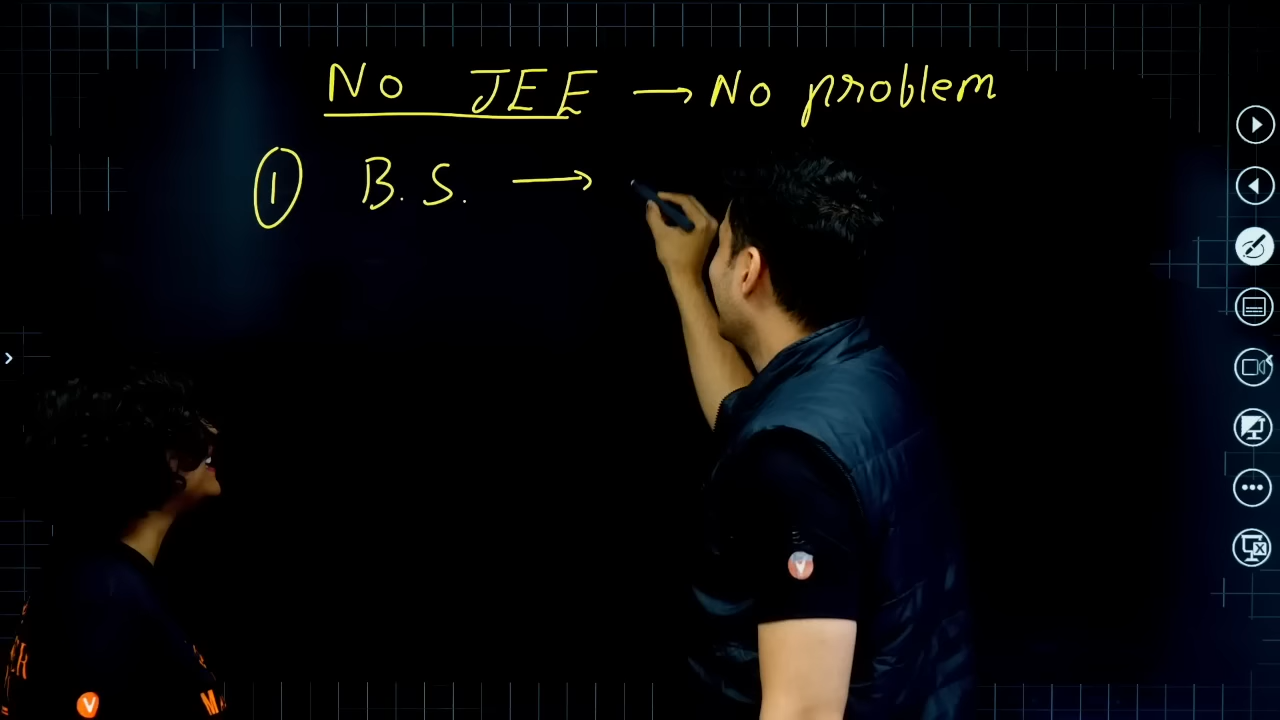 No JEE → No problem
① B.S. →
V
V